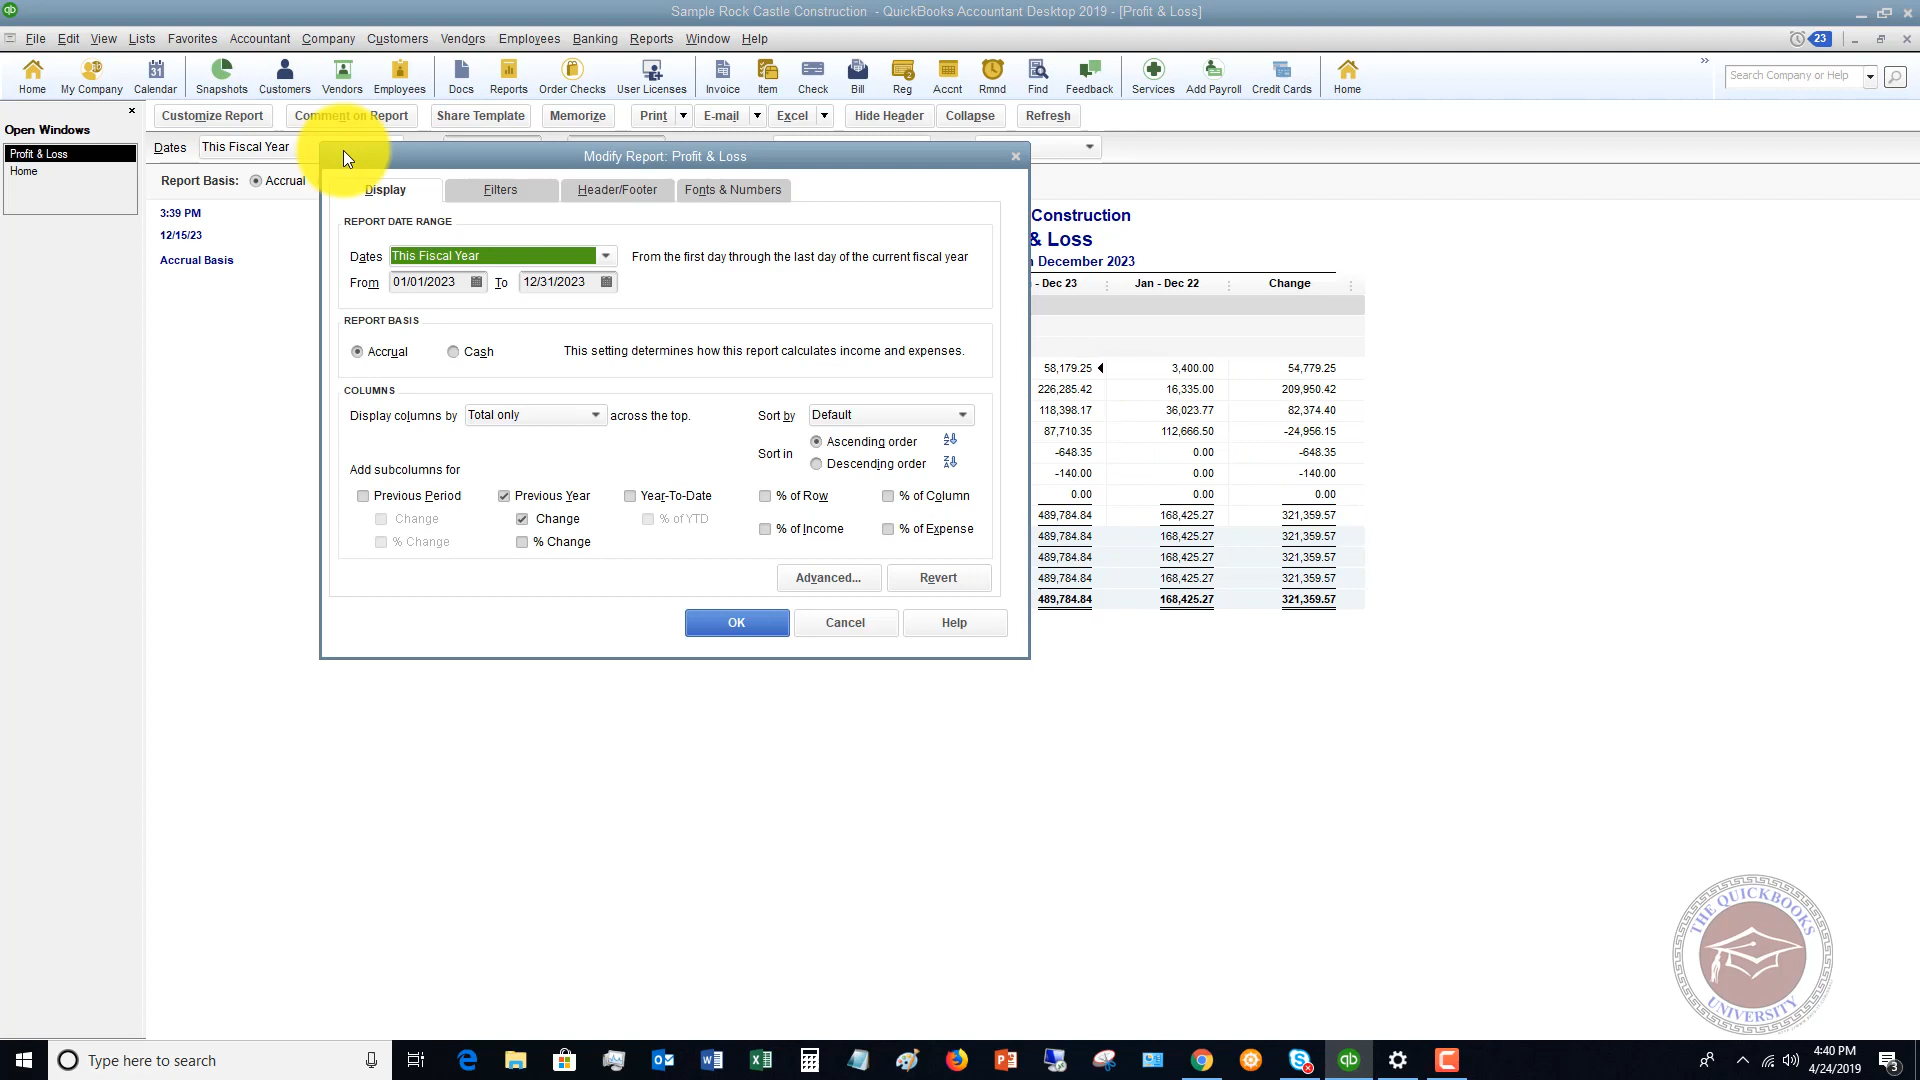 Sample Rock Castle Construction - QuickBooks Accountant Desktop 2019 - [Profit & Loss]
File Edit View Lists Favorites Accountant Company Customers Vendors Employees Banking Reports Window Help 23
Home My Company Calendar Snapshots Customers Vendors Employees Docs Reports Order Checks User Licenses Invoice Item Check Bill Reg Accnt Rmnd Find Feedback Services Add Payroll Credit Cards Home Search Company or Help
Customize Report Comment on Report Share Template Memorize Print E-mail Excel Hide Header Collapse Refresh
Open Windows
Profit & Loss
Home
Dates This Fiscal Year
Report Basis: Accrual
3:39 PM
12/15/23
Accrual Basis
Modify Report: Profit & Loss
Display Filters Header/Footer Fonts & Numbers
REPORT DATE RANGE
Dates This Fiscal Year From the first day through the last day of the current fiscal year
From 01/01/2023 To 12/31/2023
REPORT BASIS
Accrual Cash This setting determines how this report calculates income and expenses.
COLUMNS
Display columns by Total only across the top. Sort by Default
Sort in Ascending order
Descending order
Add subcolumns for
Previous Period Previous Year Year-To-Date % of Row % of Column
Change Change % of YTD % of Income % of Expense
% Change % Change
Advanced... Revert
OK Cancel Help
Construction
& Loss
December 2023
- Dec 23 Jan - Dec 22 Change
58,179.25 3,400.00 54,779.25
226,285.42 16,335.00 209,950.42
118,398.17 36,023.77 82,374.40
87,710.35 112,666.50 -24,956.15
-648.35 0.00 -648.35
-140.00 0.00 -140.00
0.00 0.00 0.00
489,784.84 168,425.27 321,359.57
489,784.84 168,425.27 321,359.57
489,784.84 168,425.27 321,359.57
489,784.84 168,425.27 321,359.57
489,784.84 168,425.27 321,359.57
THE QUICKBOOKS
UNIVERSITY
Type here to search
4:40 PM
4/24/2019
3